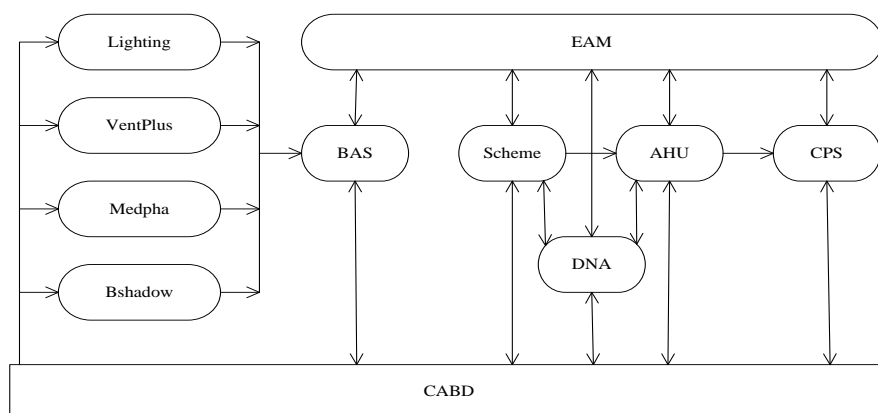 Lighting
EAM
VentPlus
BAS
Scheme
AHU
CPS
Medpha
DNA
Bshadow
CABD